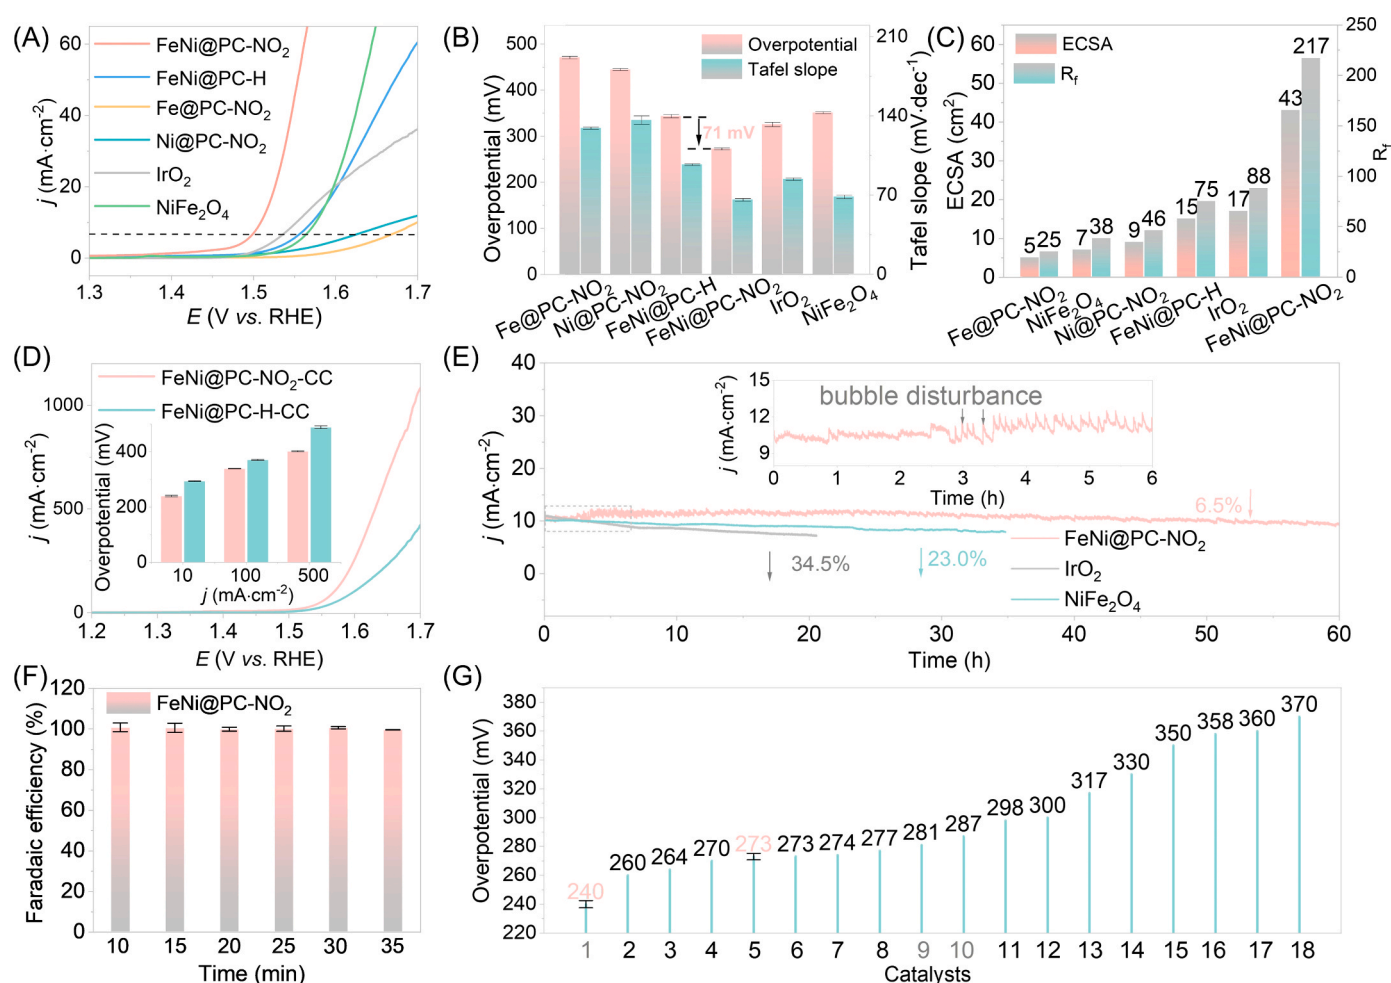 (A)
FeNi@PC-NO₂
FeNi@PC-H
Fe@PC-NO₂
Ni@PC-NO₂
IrO₂
NiFe₂O₄
j (mA·cm⁻²)
60
40
20
0
1.3 1.4 1.5 1.6 1.7
E (V vs. RHE)
(B)
Overpotential
Tafel slope
71 mV
Overpotential (mV)
500
400
300
200
100
0
Tafel slope (mV·dec⁻¹)
210
140
70
0
Fe@PC-NO₂
Ni@PC-NO₂
FeNi@PC-H
FeNi@PC-NO₂
IrO₂
NiFe₂O₄
(C)
ECSA
R_f
ECSA (cm²)
60
50
40
30
20
10
0
R_f
250
200
150
100
50
0
5 25 7 38 9 46 15 75 17 88 43 217
Fe@PC-NO₂
NiFe₂O₄
Ni@PC-NO₂
FeNi@PC-H
IrO₂
FeNi@PC-NO₂
(D)
FeNi@PC-NO₂-CC
FeNi@PC-H-CC
j (mA·cm⁻²)
1000
500
0
Overpotential (mV)
400
200
0
10 100 500
j (mA·cm⁻²)
1.2 1.3 1.4 1.5 1.6 1.7
E (V vs. RHE)
(E)
j (mA·cm⁻²)
40
30
20
10
0
j (mA·cm⁻²)
15
12
9
bubble disturbance
0 1 2 3 4 5 6
Time (h)
6.5%
34.5%
23.0%
FeNi@PC-NO₂
IrO₂
NiFe₂O₄
0 10 20 30 40 50 60
Time (h)
(F)
FeNi@PC-NO₂
Faradaic efficiency (%)
120
100
80
60
40
20
0
10 15 20 25 30 35
Time (min)
(G)
Overpotential (mV)
380
360
340
320
300
280
260
240
220
240 260 264 270 273 273 274 277 281 287 298 300 317 330 350 358 360 370
1 2 3 4 5 6 7 8 9 10 11 12 13 14 15 16 17 18
Catalysts